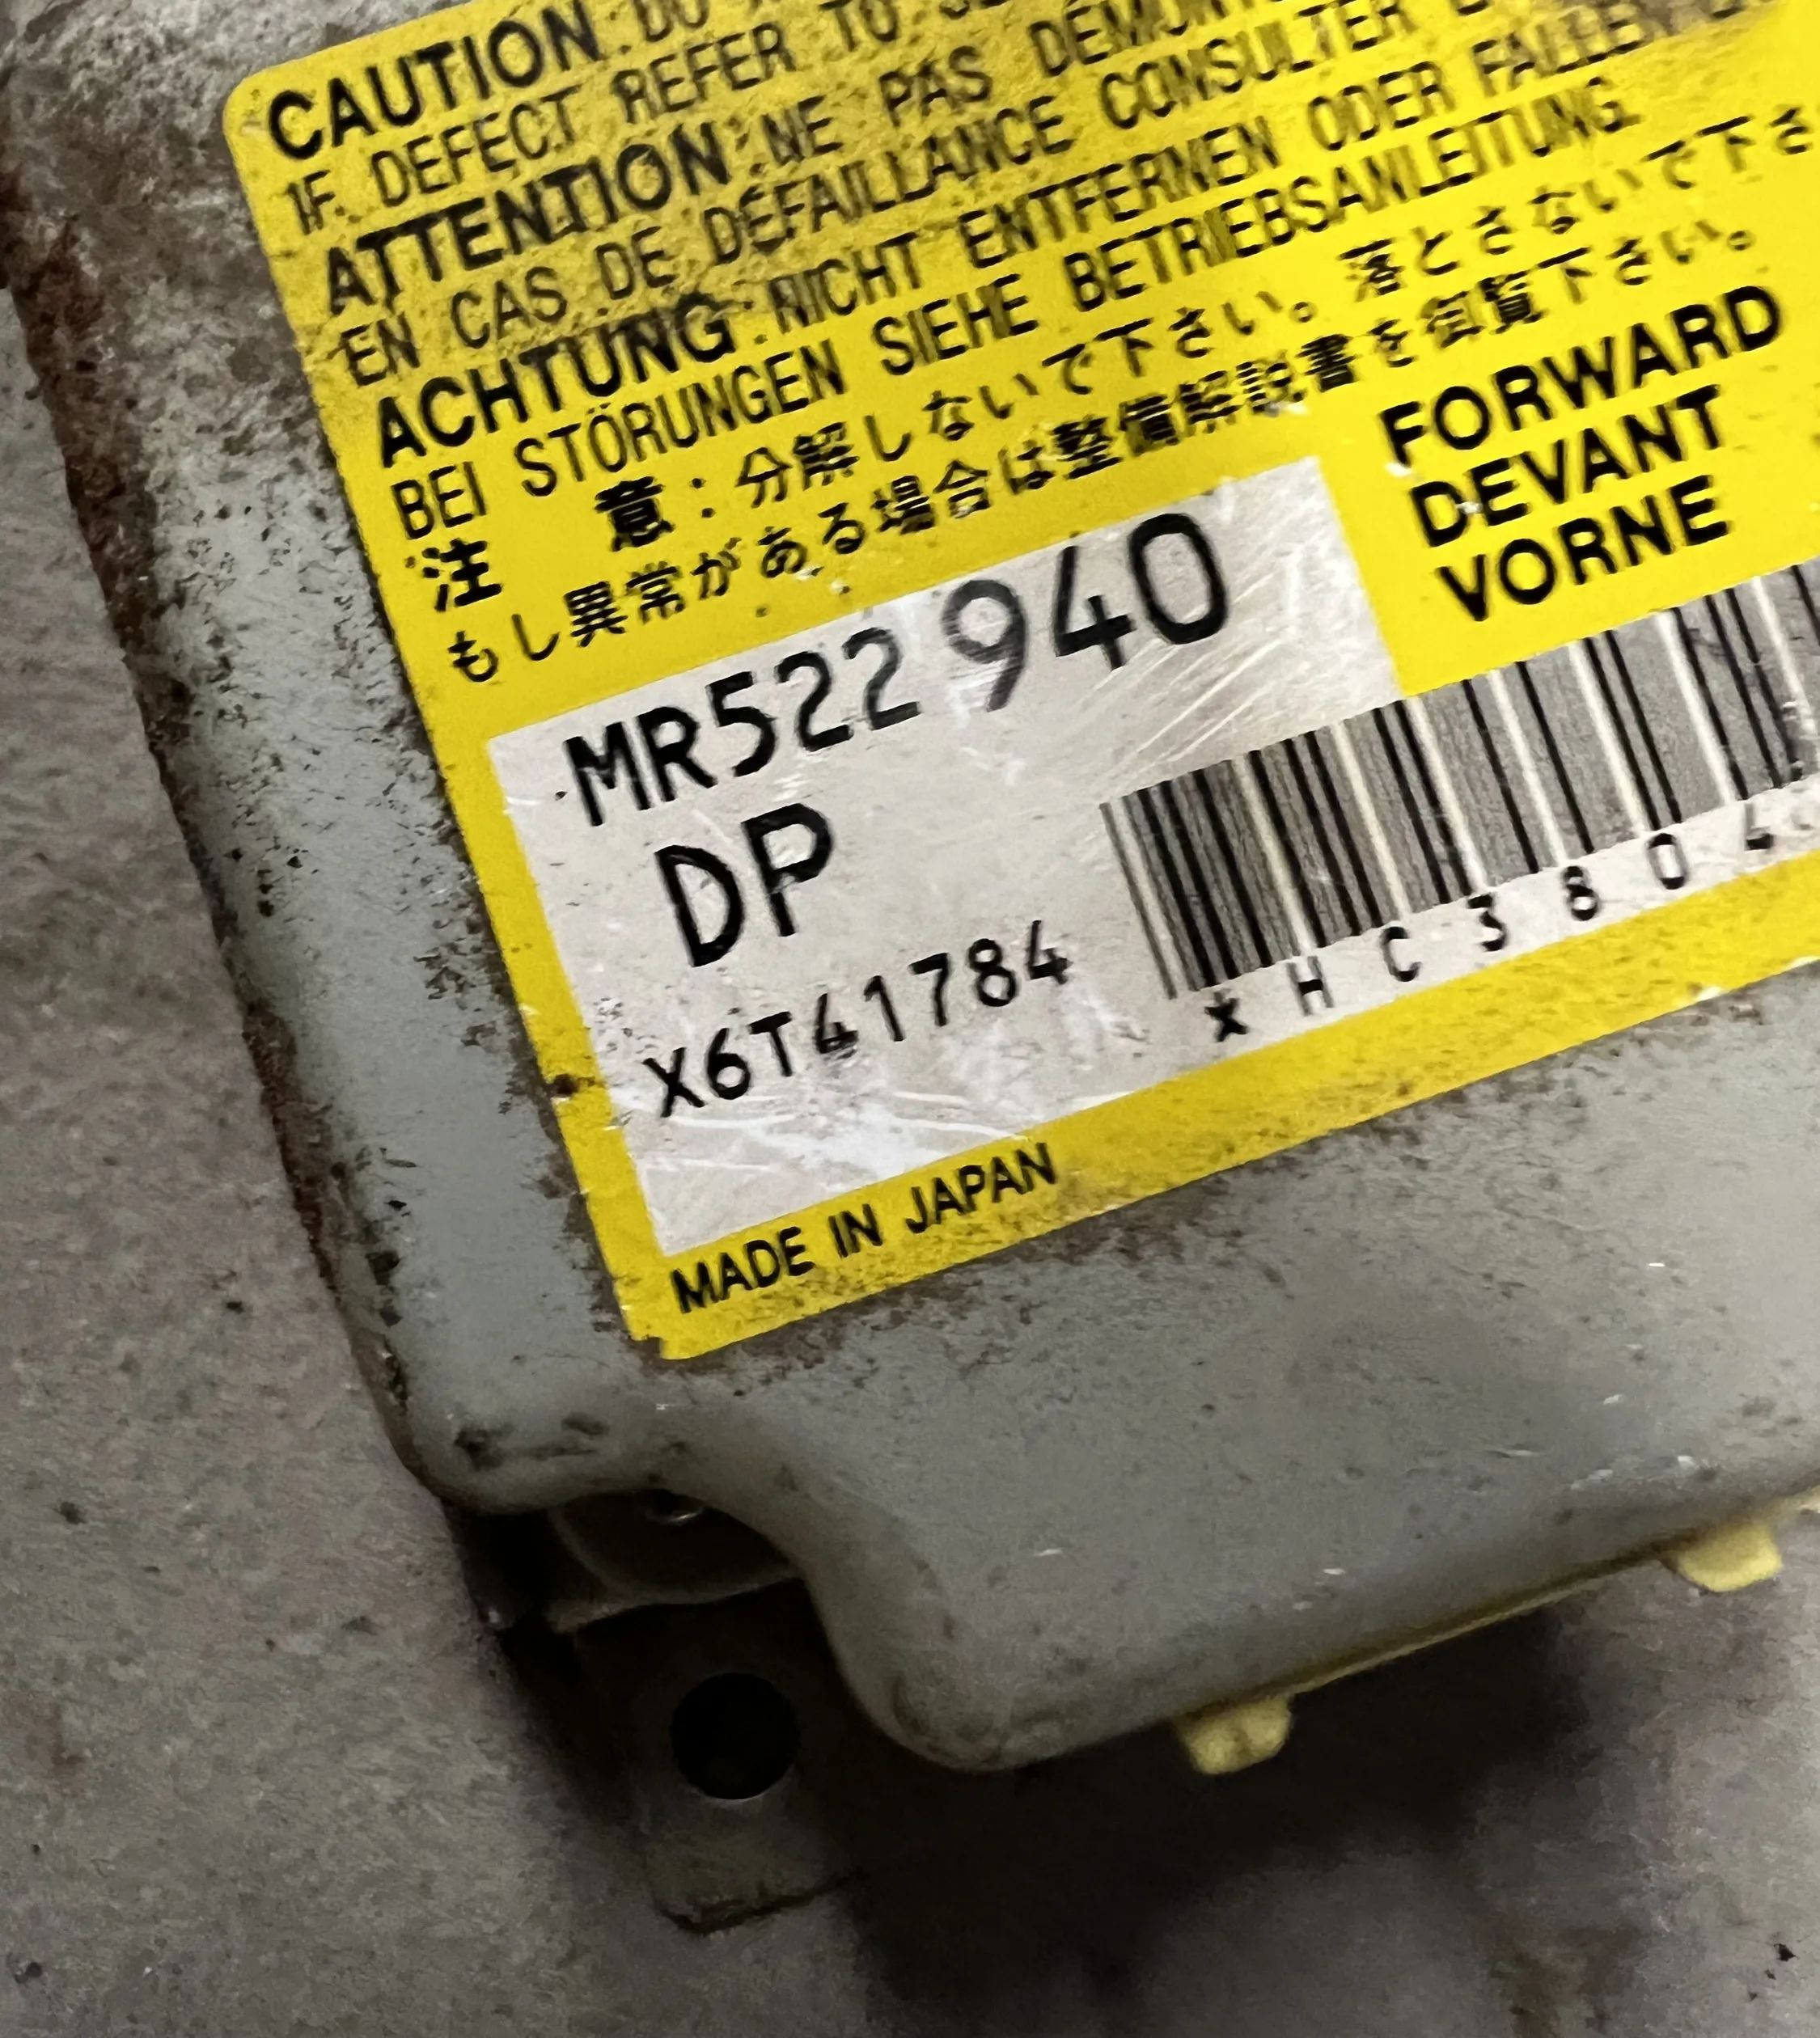 CAUTION: DO
IF DEFECT REFER TO
ATTENTION: NE PAS
EN CAS DE DÉFAILLANCE CONSULTER
ACHTUNG: NICHT ENTFERNEN ODER FALLEN
BEI STÖRUNGEN SIEHE BETRIEBSANLEITUNG.
注 意：分解しないで下さい。落とさないで下さ
もし異常がある場合は整備解説書を御覧下さい。
FORWARD
DEVANT
VORNE
MR522940
DP
X6T41784
*HC3804
MADE IN JAPAN